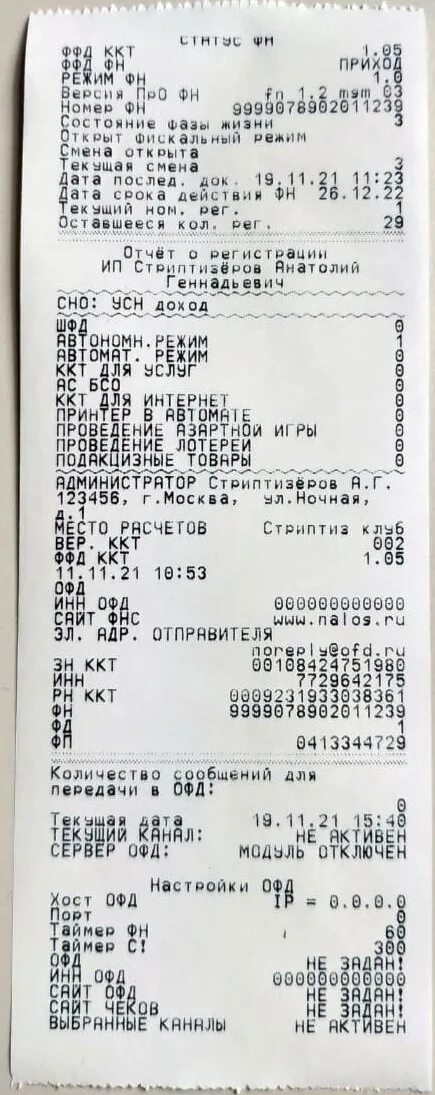 СТАТУС ФН
ФФД ККТ 1.05
ФФД ФН ПРИХОД
РЕЖИМ ФН 1.0
Версия ПрО ФН fn 1.2 mym 03
Номер ФН 9999078902011239
Состояние фазы жизни 3
Открыт фискальный режим
Смена открыта
Текущая смена 3
Дата послед. док. 19.11.21 11:23
Дата срока действия ФН 26.12.22
Текущий ном. рег. 1
Оставшееся кол. рег. 29
Отчёт о регистрации
ИП Стриптизёров Анатолий
Геннадьевич
СНО: УСН доход
ШФД 0
АВТОНОМН.РЕЖИМ 1
АВТОМАТ. РЕЖИМ 0
ККТ ДЛЯ УСЛУГ 0
АС БСО 0
ККТ ДЛЯ ИНТЕРНЕТ 0
ПРИНТЕР В АВТОМАТЕ 0
ПРОВЕДЕНИЕ АЗАРТНОЙ ИГРЫ 0
ПРОВЕДЕНИЕ ЛОТЕРЕИ 0
ПОДАКЦИЗНЫЕ ТОВАРЫ 0
АДМИНИСТРАТОР Стриптизёров А.Г.
123456, г.Москва, ул.Ночная,
д.1
МЕСТО РАСЧЕТОВ Стриптиз клуб
ВЕР. ККТ 002
ФФД ККТ 1.05
11.11.21 10:53
ОФД
ИНН ОФД 000000000000
САЙТ ФНС www.nalog.ru
ЭЛ. АДР. ОТПРАВИТЕЛЯ
noreply@ofd.ru
ЗН ККТ 00108424751980
ИНН 7729642175
РН ККТ 0009231933038361
ФН 9999078902011239
ФД 1
ФП 0413344729
Количество сообщений для
передачи в ОФД:
0
Текущая дата 19.11.21 15:40
ТЕКУЩИЙ КАНАЛ: НЕ АКТИВЕН
СЕРВЕР ОФД: МОДУЛЬ ОТКЛЮЧЕН
Настройки ОФД
Хост ОФД IP = 0.0.0.0
Порт 0
Таймер ФН 60
Таймер С! 300
ОФД НЕ ЗАДАН!
ИНН ОФД 000000000000
САЙТ ОФД НЕ ЗАДАН!
САЙТ ЧЕКОВ НЕ ЗАДАН!
ВЫБРАННЫЕ КАНАЛЫ НЕ АКТИВЕН